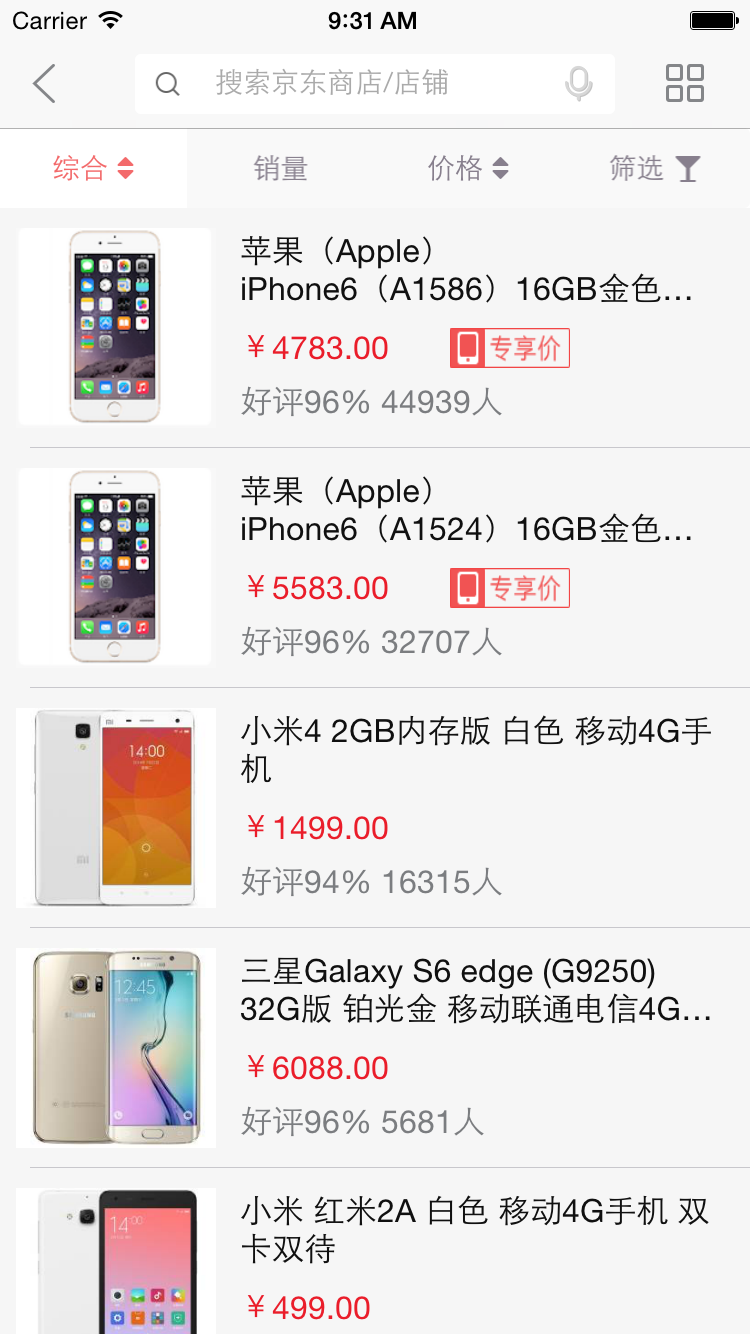 Carrier 9:31 AM
搜索京东商店/店铺
综合 销量 价格 筛选
苹果（Apple）
iPhone6（A1586）16GB金色...
￥4783.00 专享价
好评96% 44939人
苹果（Apple）
iPhone6（A1524）16GB金色...
￥5583.00 专享价
好评96% 32707人
小米4 2GB内存版 白色 移动4G手
机
￥1499.00
好评94% 16315人
14:00
三星Galaxy S6 edge (G9250)
32G版 铂光金 移动联通电信4G...
￥6088.00
好评96% 5681人
12:45
SAMSUNG
小米 红米2A 白色 移动4G手机 双
卡双待
￥499.00
14:00